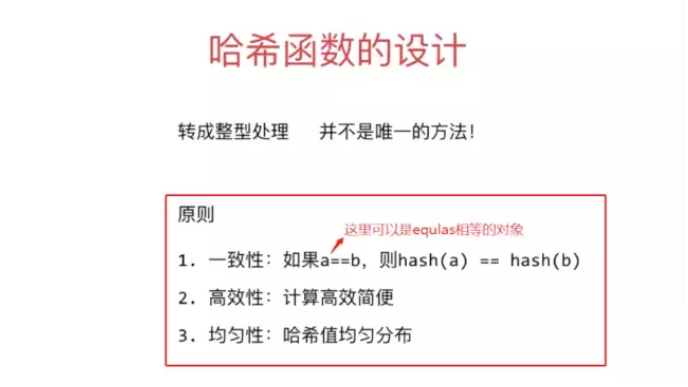 哈希函数的设计
转成整型处理 并不是唯一的方法!
原则
这里可以是equlas相等的对象
1. 一致性：如果a==b，则hash(a) == hash(b)
2. 高效性：计算高效简便
3. 均匀性：哈希值均匀分布